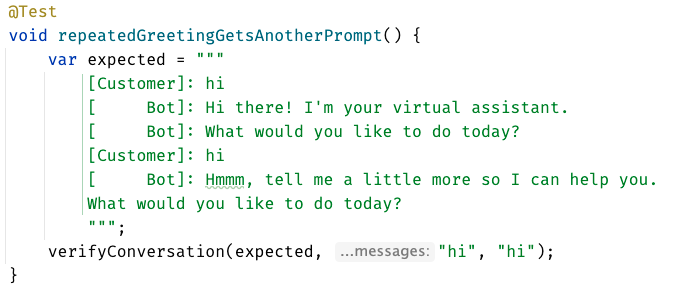 @Test
void repeatedGreetingGetsAnotherPrompt() {
    var expected = """
        [Customer]: hi
        [     Bot]: Hi there! I'm your virtual assistant.
        [     Bot]: What would you like to do today?
        [Customer]: hi
        [     Bot]: Hmmm, tell me a little more so I can help you.
        What would you like to do today?
        """;
    verifyConversation(expected, ...messages: "hi", "hi");
}